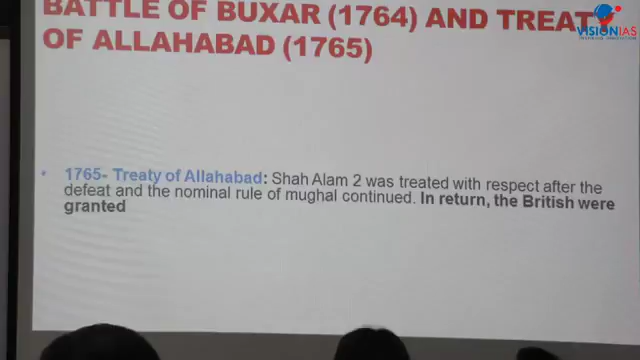 BATTLE OF BUXAR (1764) AND TREATY
OF ALLAHABAD (1765)
VISIONIAS
• 1765- Treaty of Allahabad: Shah Alam 2 was treated with respect after the
defeat and the nominal rule of mughal continued. In return, the British were
granted